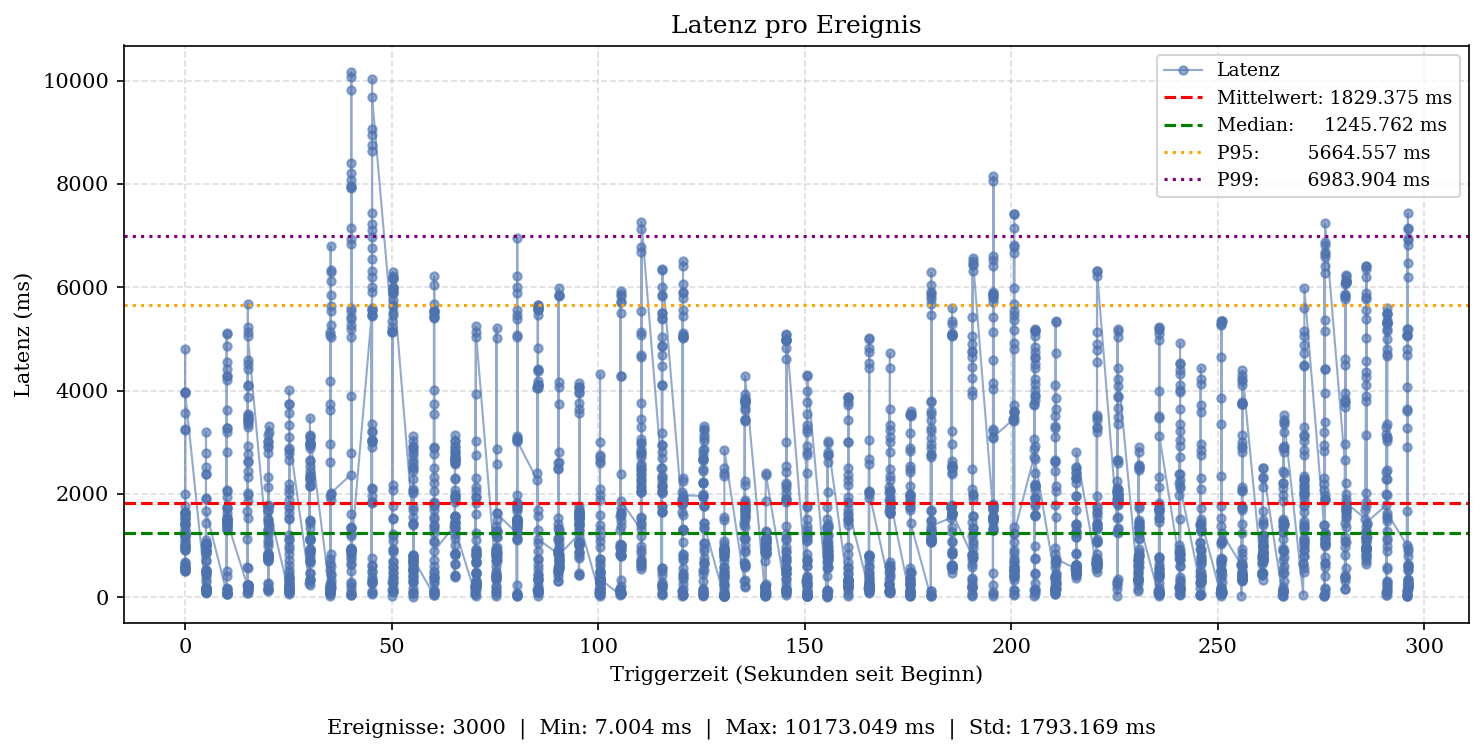 Latenz pro Ereignis
Latenz (ms)
10000
8000
6000
4000
2000
0
Latenz
Mittelwert: 1829.375 ms
Median: 1245.762 ms
P95: 5664.557 ms
P99: 6983.904 ms
0 50 100 150 200 250 300
Triggerzeit (Sekunden seit Beginn)
Ereignisse: 3000 | Min: 7.004 ms | Max: 10173.049 ms | Std: 1793.169 ms